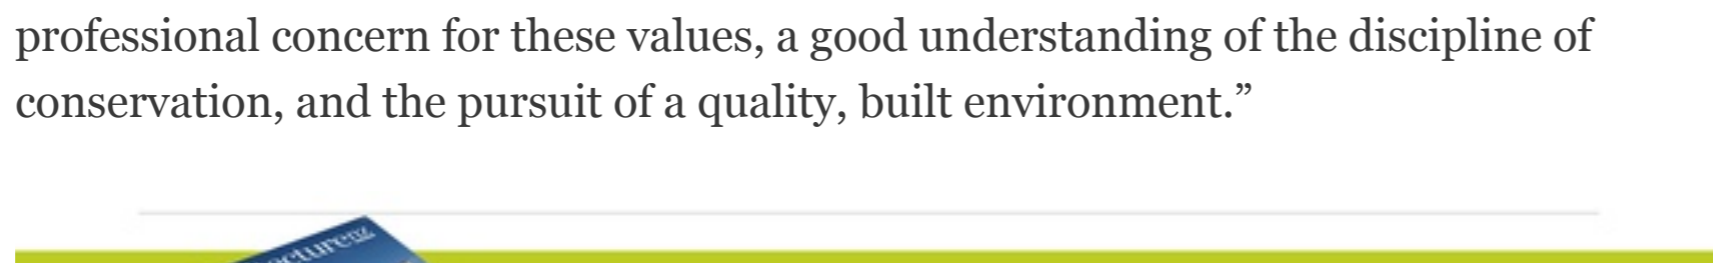 professional concern for these values, a good understanding of the discipline of
conservation, and the pursuit of a quality, built environment.”